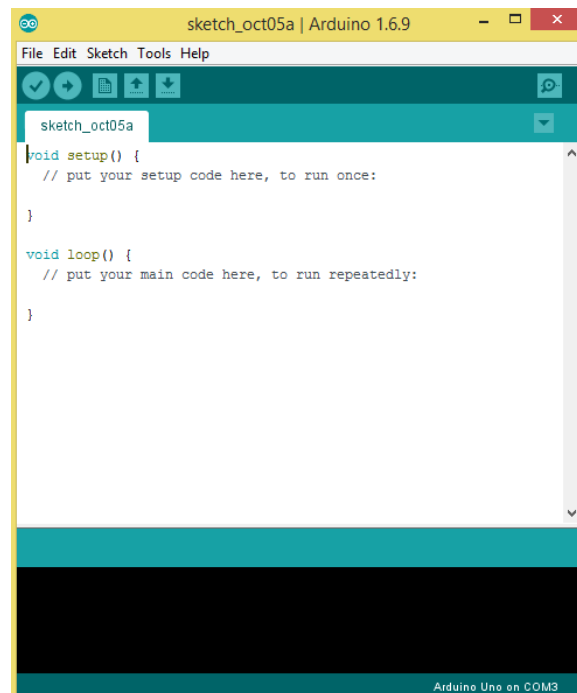 sketch_oct05a | Arduino 1.6.9
File Edit Sketch Tools Help
sketch_oct05a
void setup() {
// put your setup code here, to run once:
}
void loop() {
// put your main code here, to run repeatedly:
}
Arduino Uno on COM3